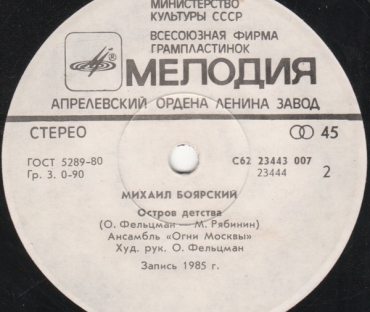 МИНИСТЕРСТВО
КУЛЬТУРЫ СССР
ВСЕСОЮЗНАЯ ФИРМА
ГРАМПЛАСТИНОК
МЕЛОДИЯ
АПРЕЛЕВСКИЙ ОРДЕНА ЛЕНИНА ЗАВОД
СТЕРЕО
45
ГОСТ 5289-80
Гр. 3. 0-90
С62 23443 007
23444
2
МИХАИЛ БОЯРСКИЙ
Остров детства
(О. Фельцман — М. Рябинин)
Ансамбль «Огни Москвы»
Худ. рук. О. Фельцман
Запись 1985 г.